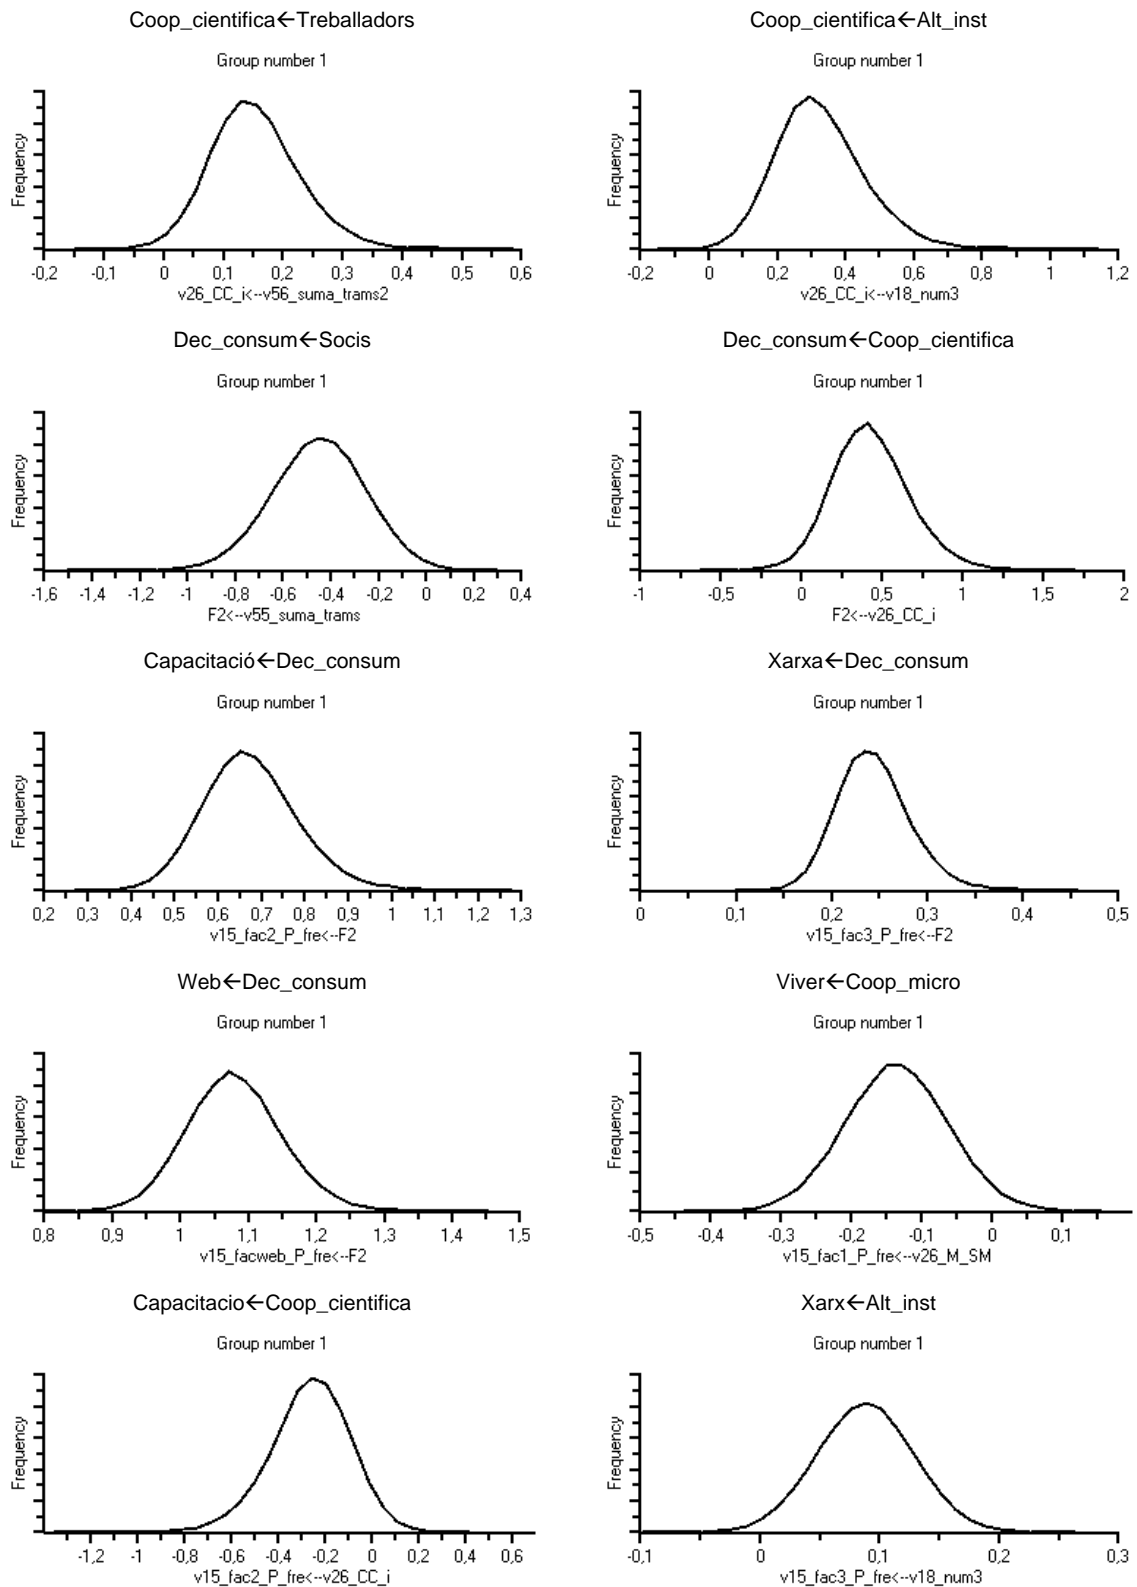 Coop_cientifica←Treballadors
Group number 1
Frequency
-0,2 -0,1 0 0,1 0,2 0,3 0,4 0,5 0,6
v26_CC_i<--v56_suma_trams2
Coop_cientifica←Alt_inst
Group number 1
Frequency
-0,2 0 0,2 0,4 0,6 0,8 1 1,2
v26_CC_i<--v18_num3
Dec_consum←Socis
Group number 1
Frequency
-1,6 -1,4 -1,2 -1 -0,8 -0,6 -0,4 -0,2 0 0,2 0,4
F2<--v55_suma_trams
Dec_consum←Coop_cientifica
Group number 1
Frequency
-1 -0,5 0 0,5 1 1,5 2
F2<--v26_CC_i
Capacitació←Dec_consum
Group number 1
Frequency
0,2 0,3 0,4 0,5 0,6 0,7 0,8 0,9 1 1,1 1,2 1,3
v15_fac2_P_fre<--F2
Xarxa←Dec_consum
Group number 1
Frequency
0 0,1 0,2 0,3 0,4 0,5
v15_fac3_P_fre<--F2
Web←Dec_consum
Group number 1
Frequency
0,8 0,9 1 1,1 1,2 1,3 1,4 1,5
v15_facweb_P_fre<--F2
Viver←Coop_micro
Group number 1
Frequency
-0,5 -0,4 -0,3 -0,2 -0,1 0 0,1
v15_fac1_P_fre<--v26_M_SM
Capacitacio←Coop_cientifica
Group number 1
Frequency
-1,2 -1 -0,8 -0,6 -0,4 -0,2 0 0,2 0,4 0,6
v15_fac2_P_fre<--v26_CC_i
Xarx←Alt_inst
Group number 1
Frequency
-0,1 0 0,1 0,2 0,3
v15_fac3_P_fre<--v18_num3